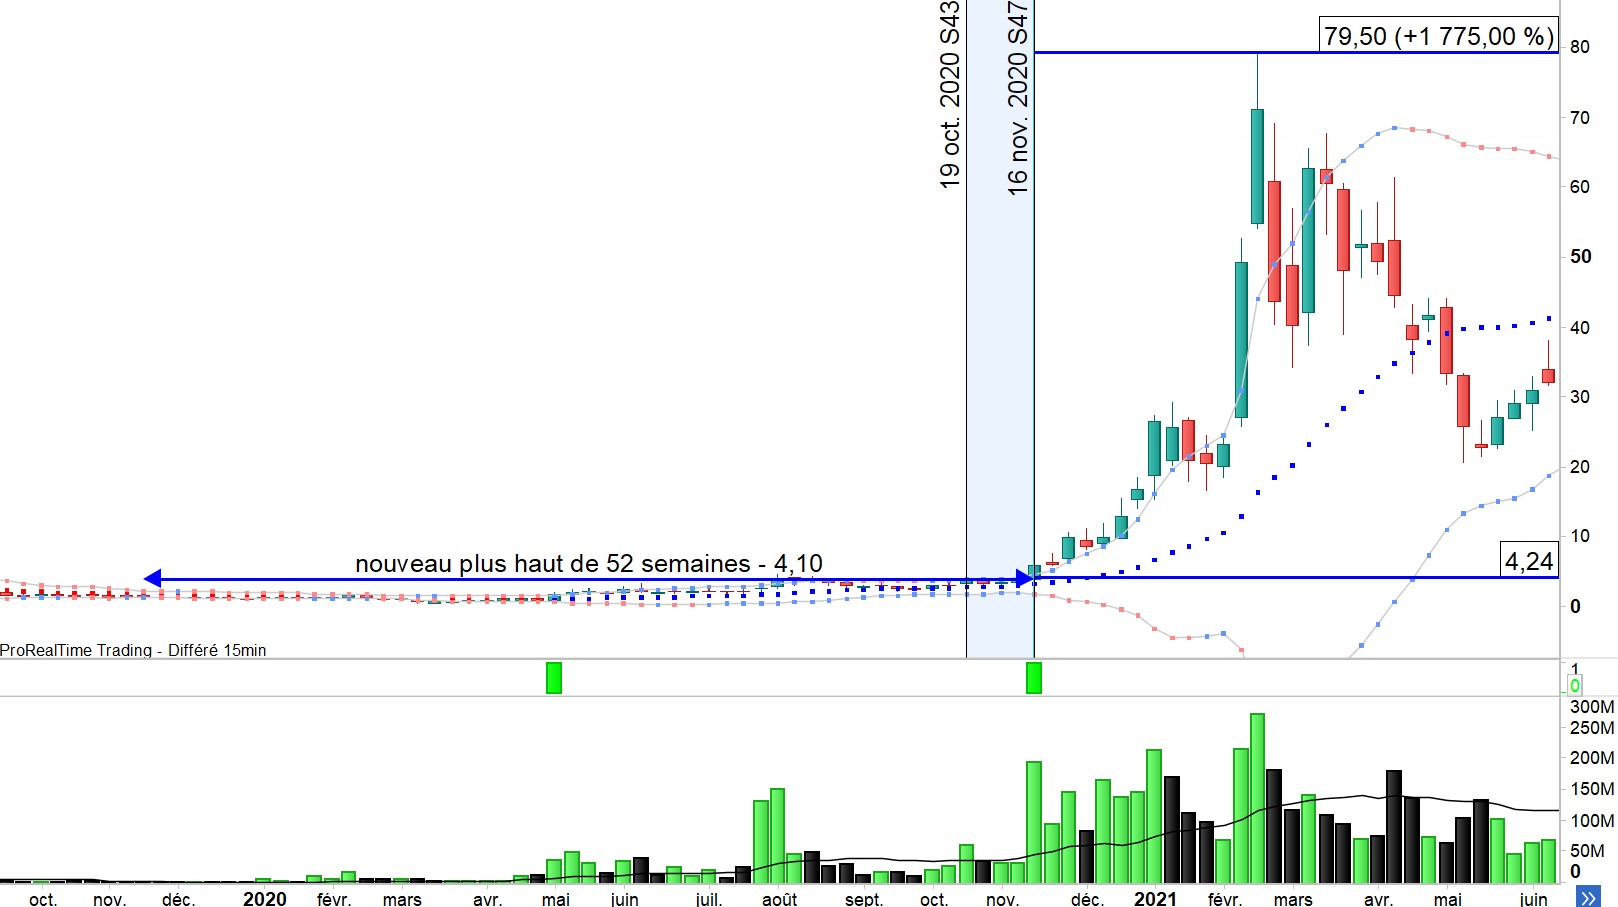 19 oct. 2020 S43
16 nov. 2020 S47
79,50 (+1 775,00 %)
80
70
60
50
40
30
20
10
0
nouveau plus haut de 52 semaines - 4,10
4,24
ProRealTime Trading - Différé 15min
1
0
300M
250M
200M
150M
100M
50M
0
oct. nov. déc. 2020 févr. mars avr. mai juin juil. août sept. oct. nov. déc. 2021 févr. mars avr. mai juin